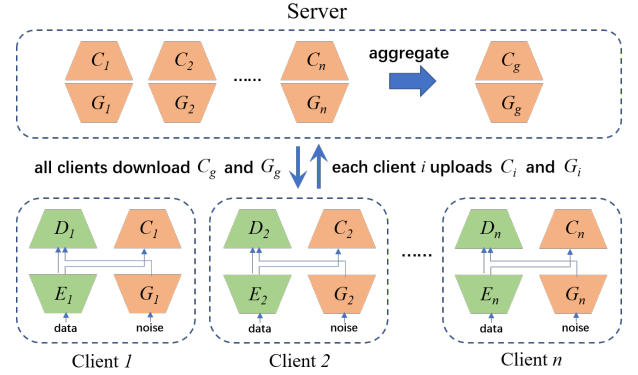 Server
C1 C2 Cn aggregate Cg
...... 
G1 G2 Gn Gg
all clients download Cg and Gg each client i uploads Ci and Gi
D1 C1 D2 C2 Dn Cn
......
E1 G1 E2 G2 En Gn
data noise data noise data noise
Client 1 Client 2 Client n